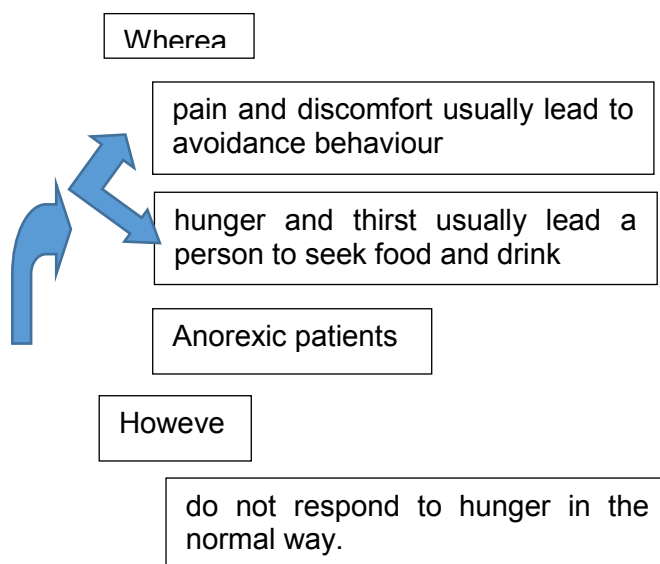 Wherea
pain and discomfort usually lead to
avoidance behaviour
hunger and thirst usually lead a
person to seek food and drink
Anorexic patients
Howeve
do not respond to hunger in the
normal way.